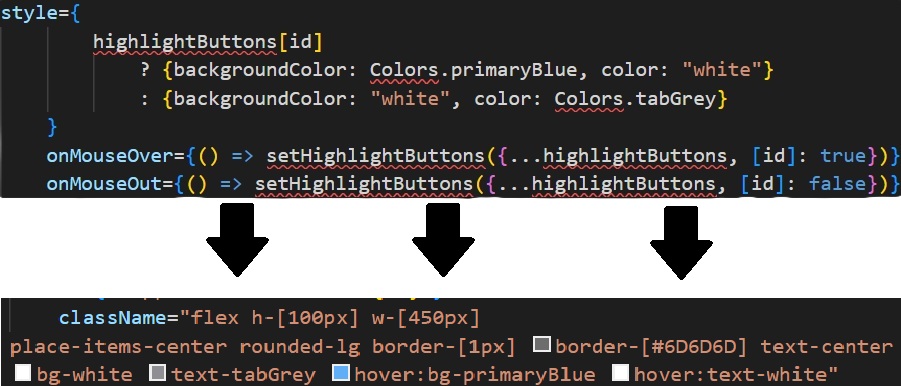 style={
highlightButtons[id]
? {backgroundColor: Colors.primaryBlue, color: "white"}
: {backgroundColor: "white", color: Colors.tabGrey}
}
onMouseOver={() => setHighlightButtons({...highlightButtons, [id]: true})}
onMouseOut={() => setHighlightButtons({...highlightButtons, [id]: false})}
className="flex h-[100px] w-[450px]
place-items-center rounded-lg border-[1px] border-[#6D6D6D] text-center
bg-white text-tabGrey hover:bg-primaryBlue hover:text-white"